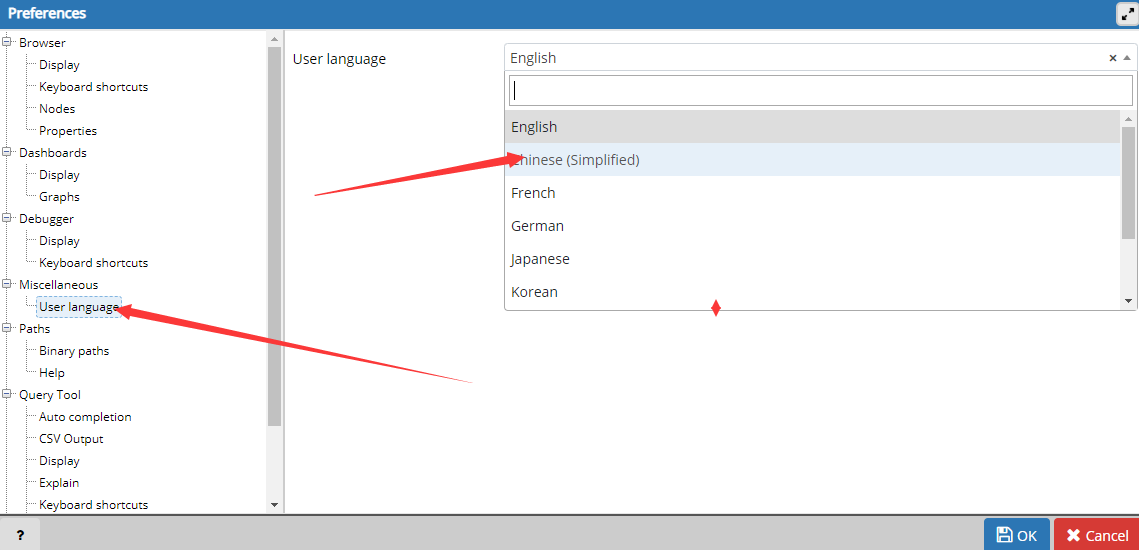 Preferences
Browser
Display
Keyboard shortcuts
Nodes
Properties
Dashboards
Display
Graphs
Debugger
Display
Keyboard shortcuts
Miscellaneous
User language
Paths
Binary paths
Help
Query Tool
Auto completion
CSV Output
Display
Explain
Keyboard shortcuts
User language
English
English
Chinese (Simplified)
French
German
Japanese
Korean
?
OK
Cancel